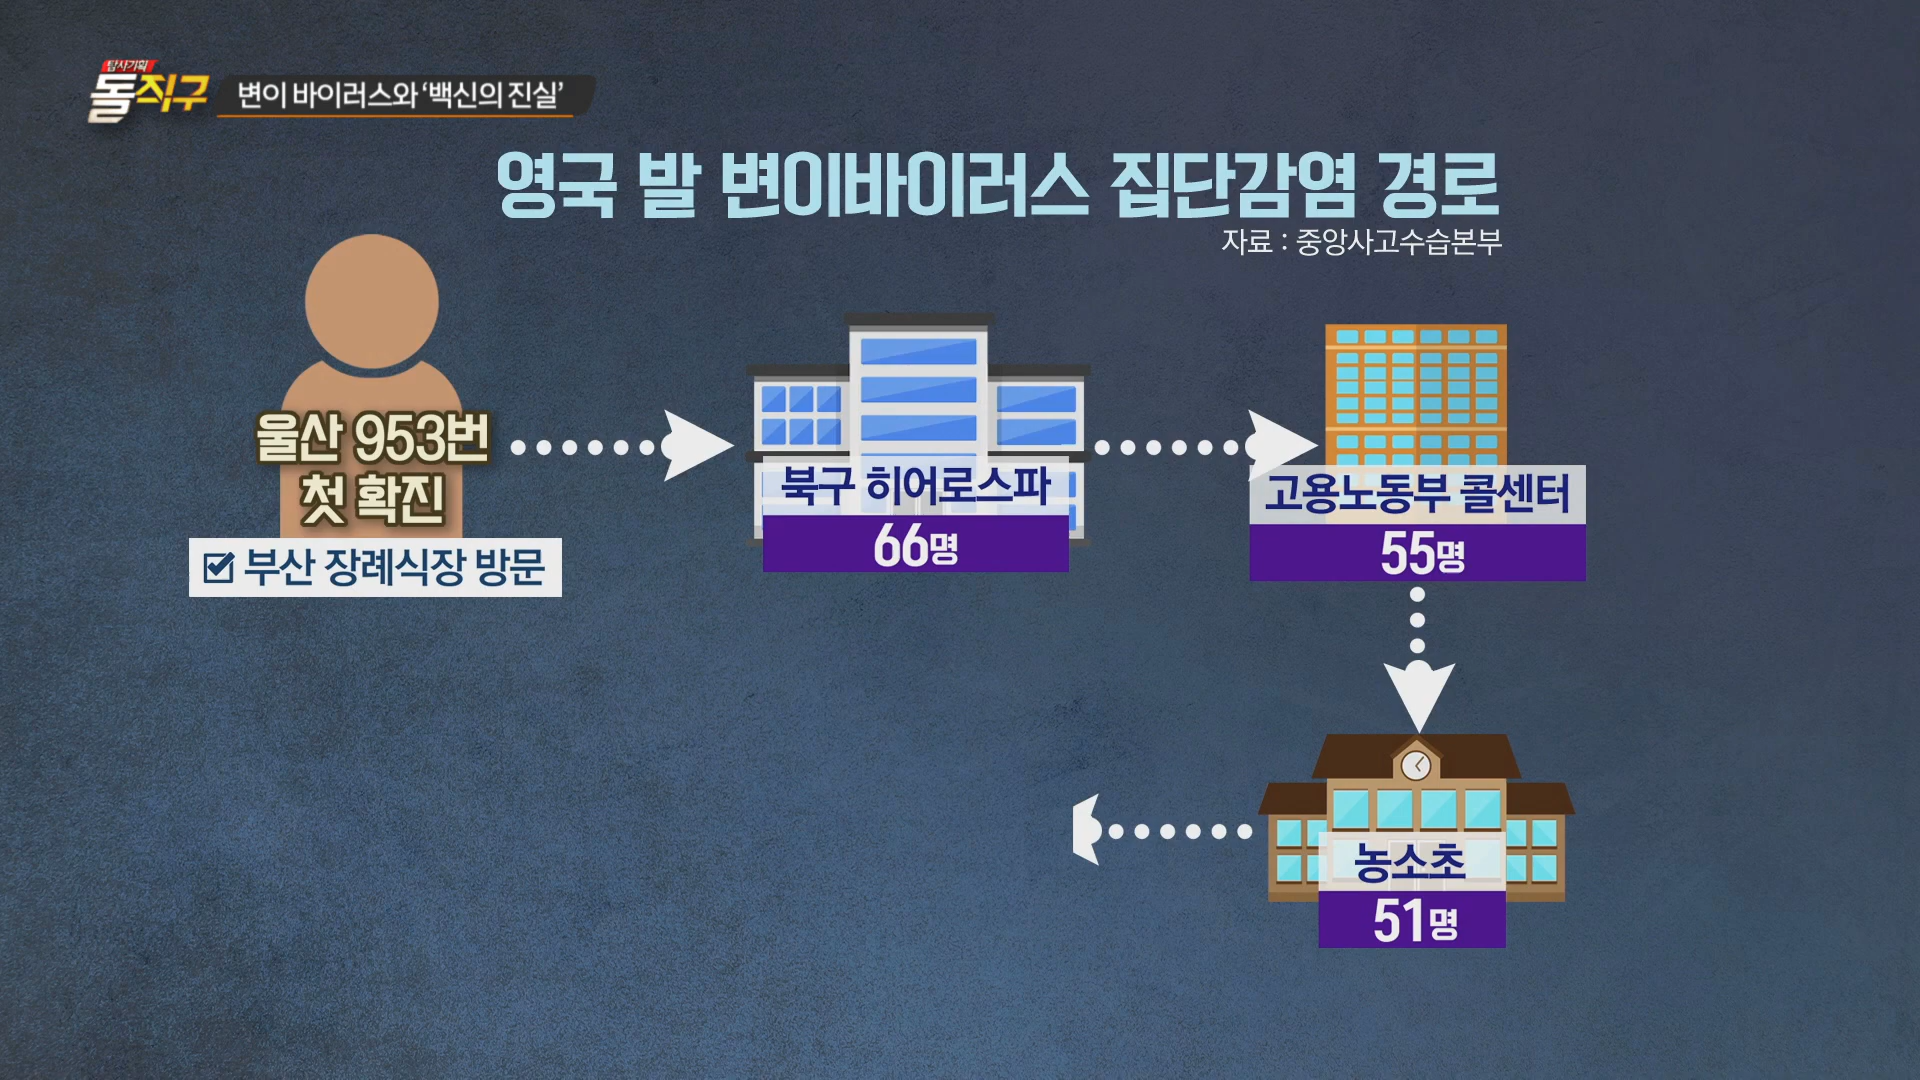 탐사기획
돌직구
변이 바이러스와 ‘백신의 진실’
영국 발 변이바이러스 집단감염 경로
자료 : 중앙사고수습본부
울산 953번
첫 확진
부산 장례식장 방문
북구 히어로스파
66명
고용노동부 콜센터
55명
농소초
51명